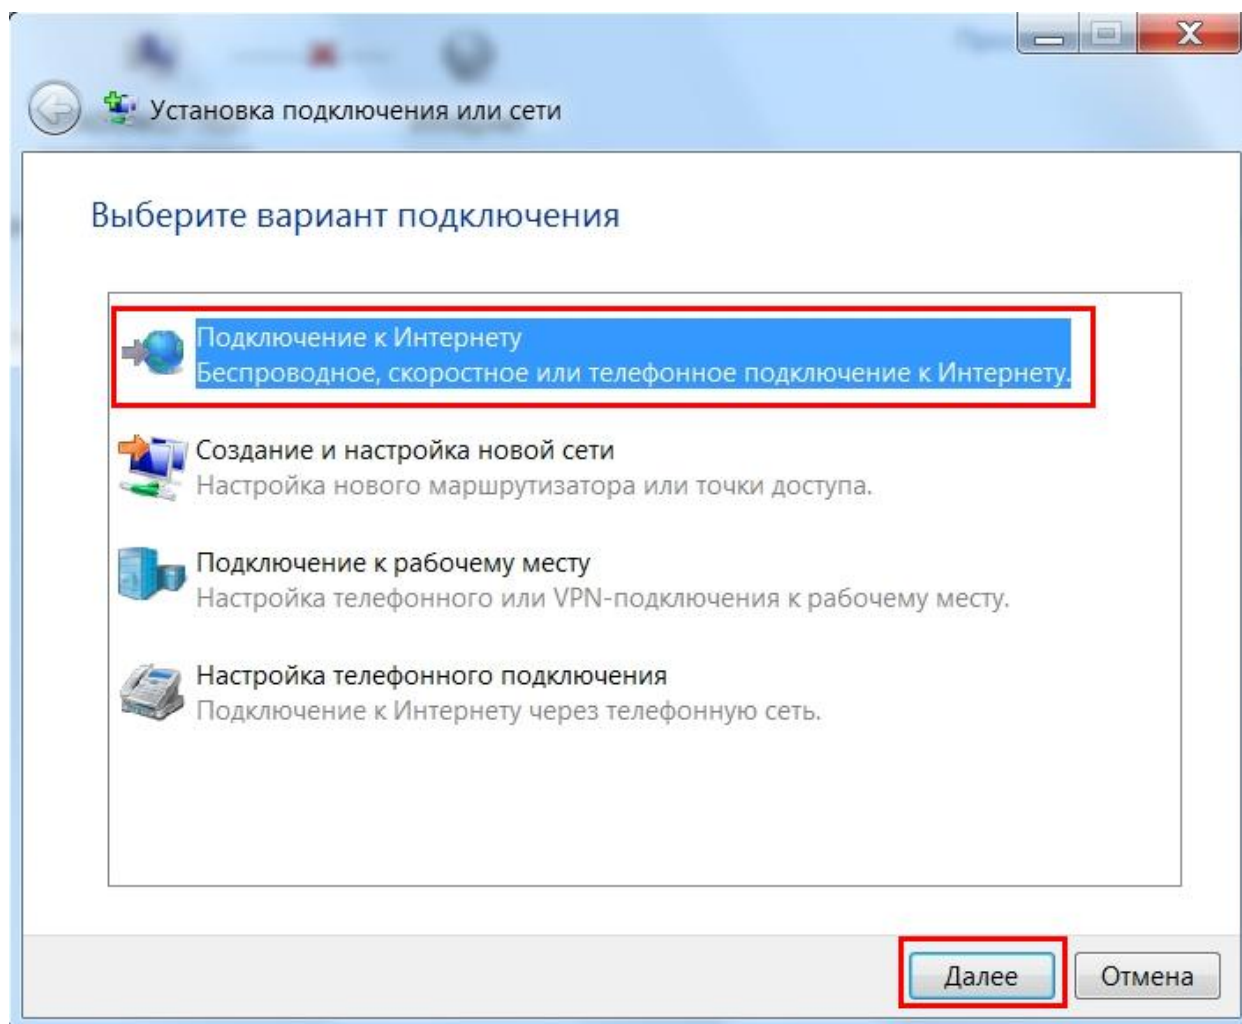 Установка подключения или сети
Выберите вариант подключения
Подключение к Интернету
Беспроводное, скоростное или телефонное подключение к Интернету.
Создание и настройка новой сети
Настройка нового маршрутизатора или точки доступа.
Подключение к рабочему месту
Настройка телефонного или VPN-подключения к рабочему месту.
Настройка телефонного подключения
Подключение к Интернету через телефонную сеть.
Далее
Отмена